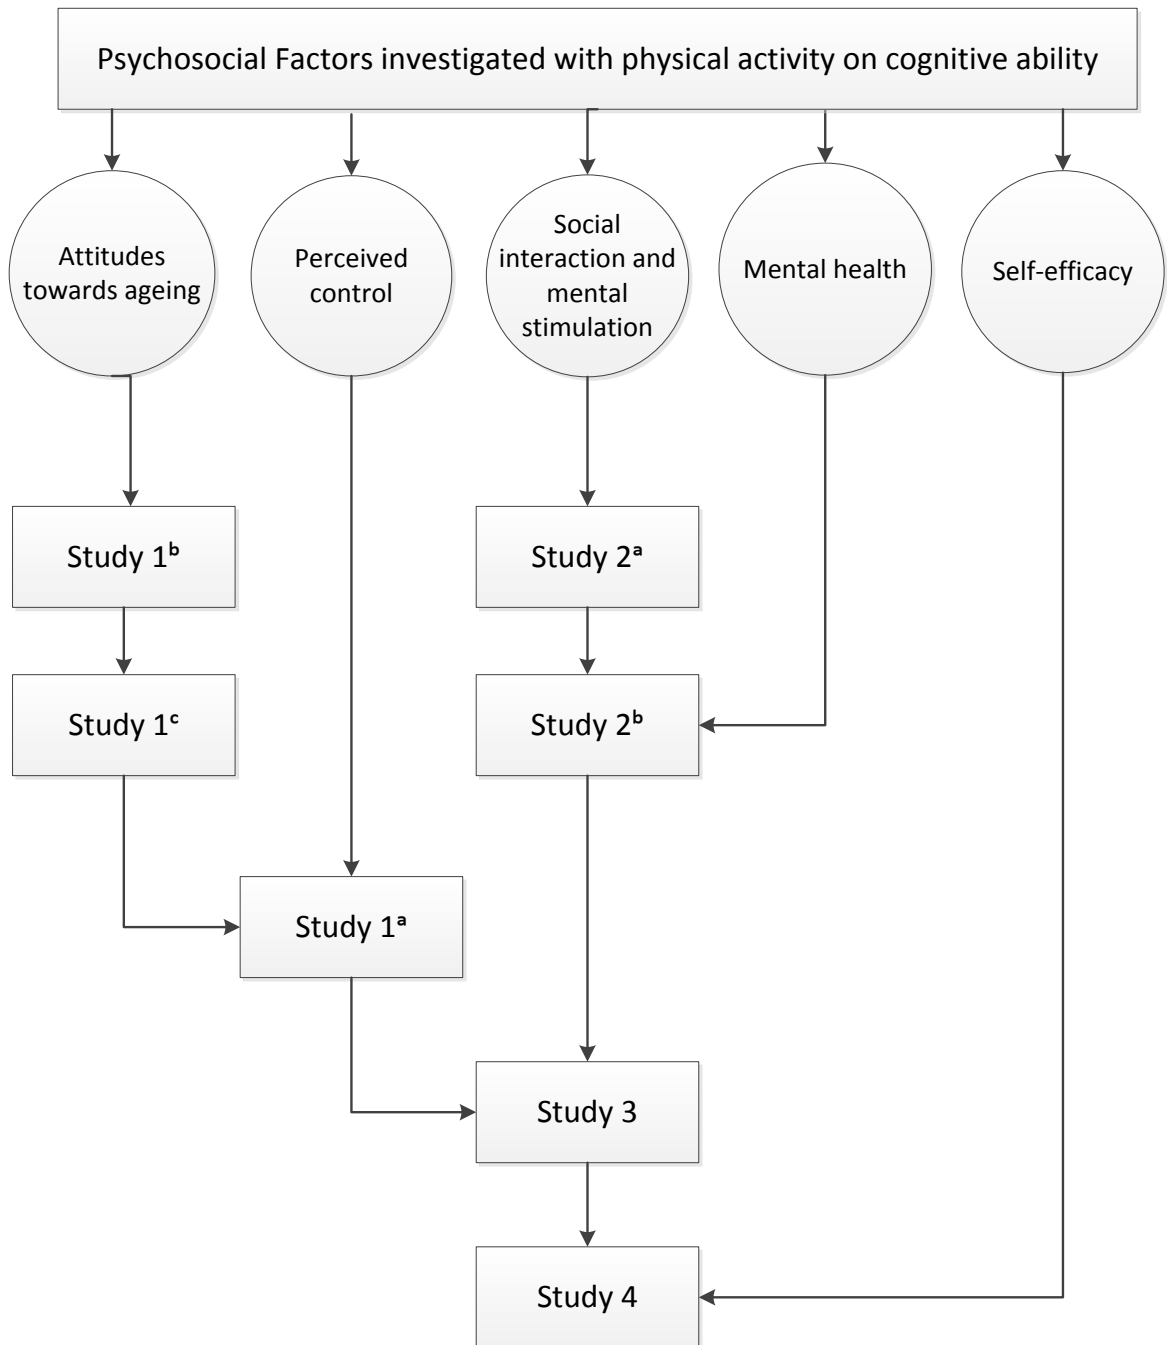 Psychosocial Factors investigated with physical activity on cognitive ability
Attitudes
towards ageing
Perceived
control
Social
interaction and
mental
stimulation
Mental health
Self-efficacy
Study 1ᵇ
Study 2ᵃ
Study 1ᶜ
Study 2ᵇ
Study 1ᵃ
Study 3
Study 4